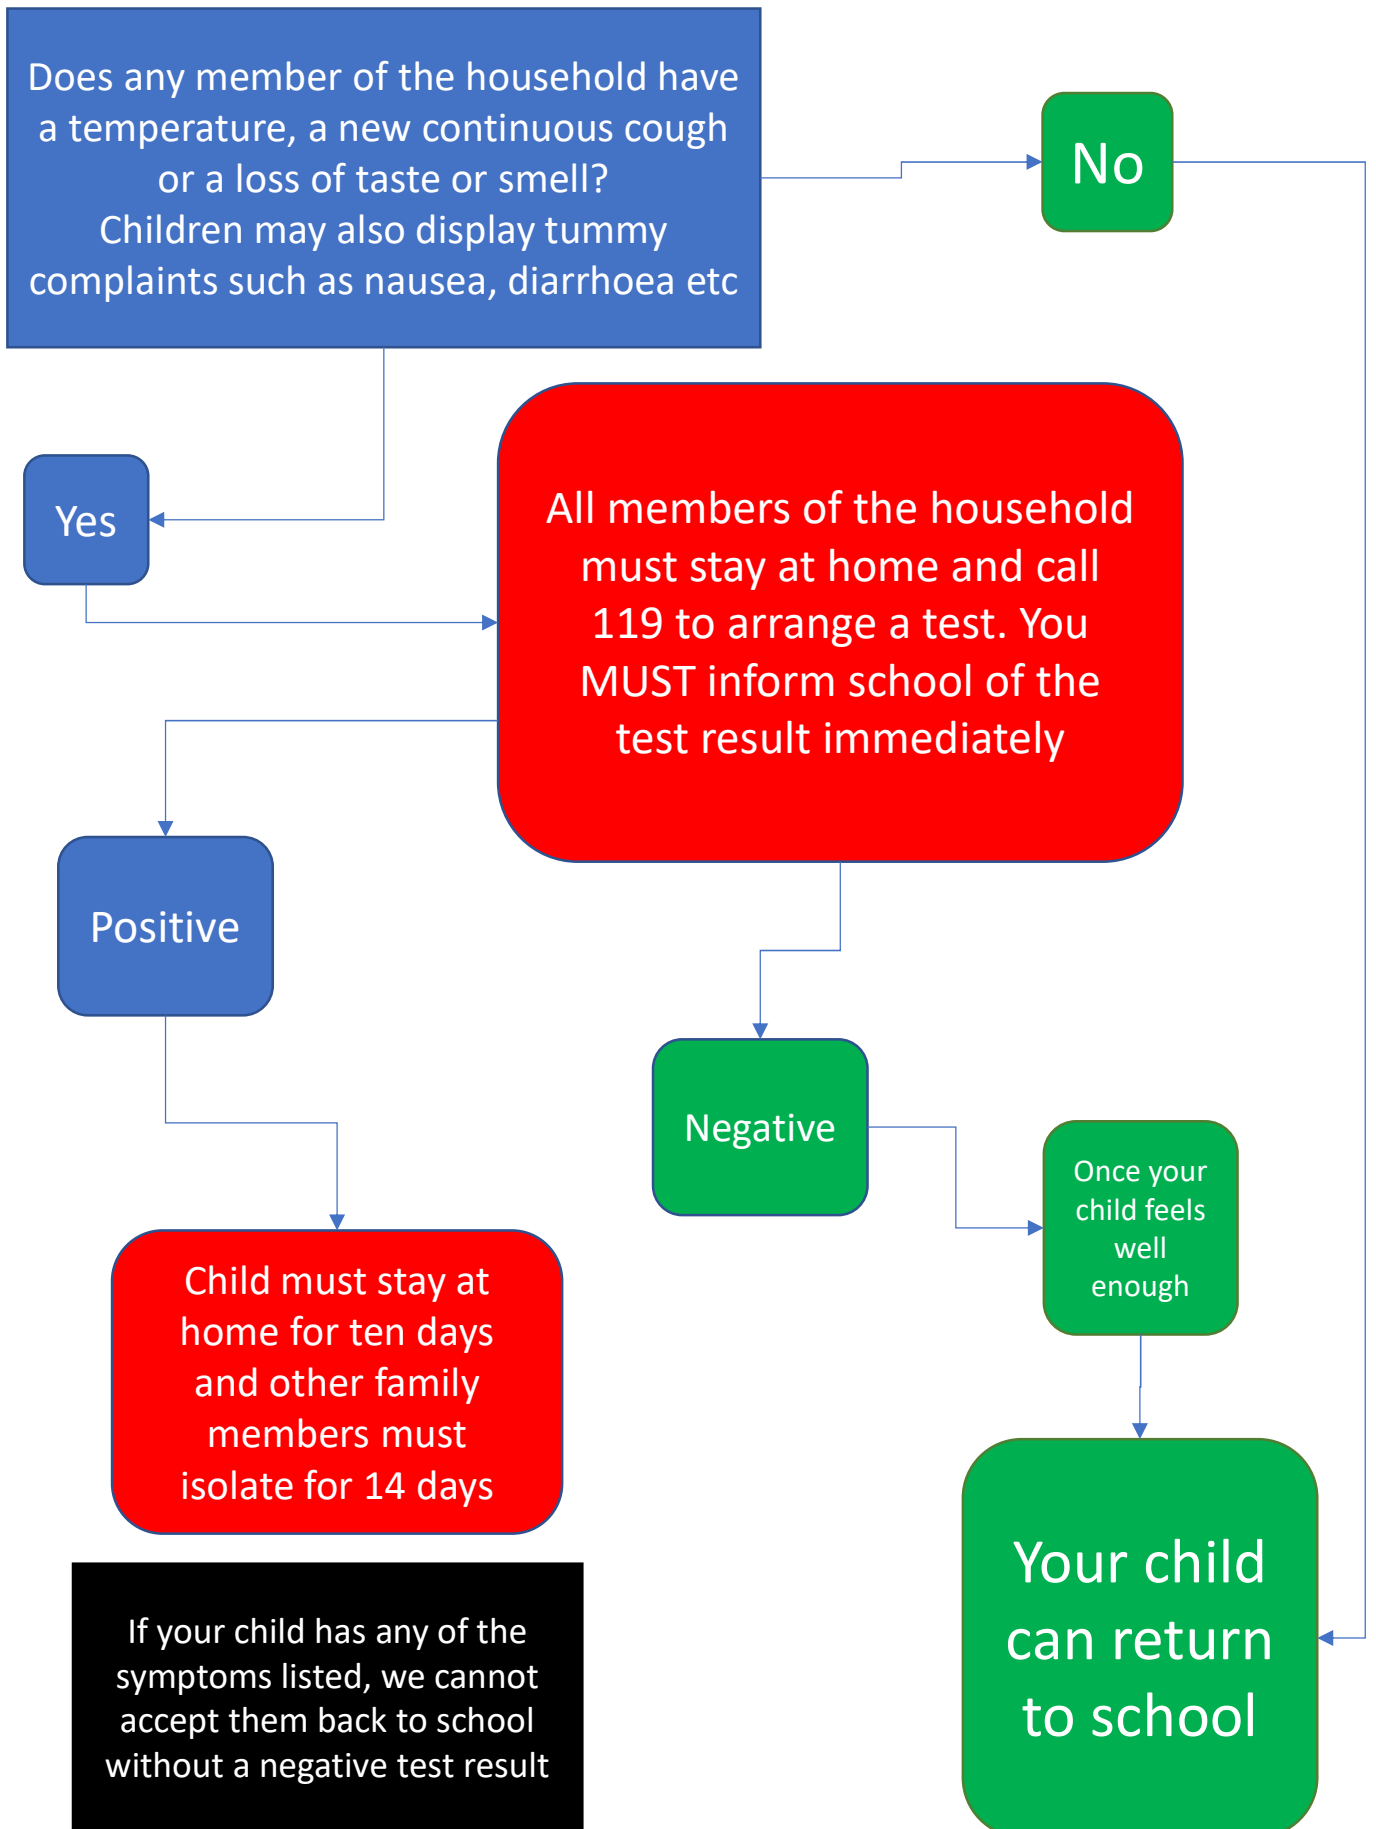 Does any member of the household have
a temperature, a new continuous cough
or a loss of taste or smell?
Children may also display tummy
complaints such as nausea, diarrhoea etc
No
Yes
All members of the household
must stay at home and call
119 to arrange a test. You
MUST inform school of the
test result immediately
Positive
Negative
Once your
child feels
well
enough
Child must stay at
home for ten days
and other family
members must
isolate for 14 days
Your child
can return
to school
If your child has any of the
symptoms listed, we cannot
accept them back to school
without a negative test result